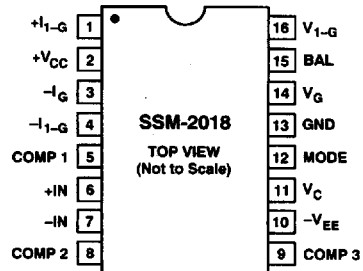 +I1–G 1
+VCC 2
–IG 3
–I1–G 4
COMP 1 5
+IN 6
–IN 7
COMP 2 8
SSM-2018
TOP VIEW
(Not to Scale)
16 V1–G
15 BAL
14 VG
13 GND
12 MODE
11 VC
10 –VEE
9 COMP 3